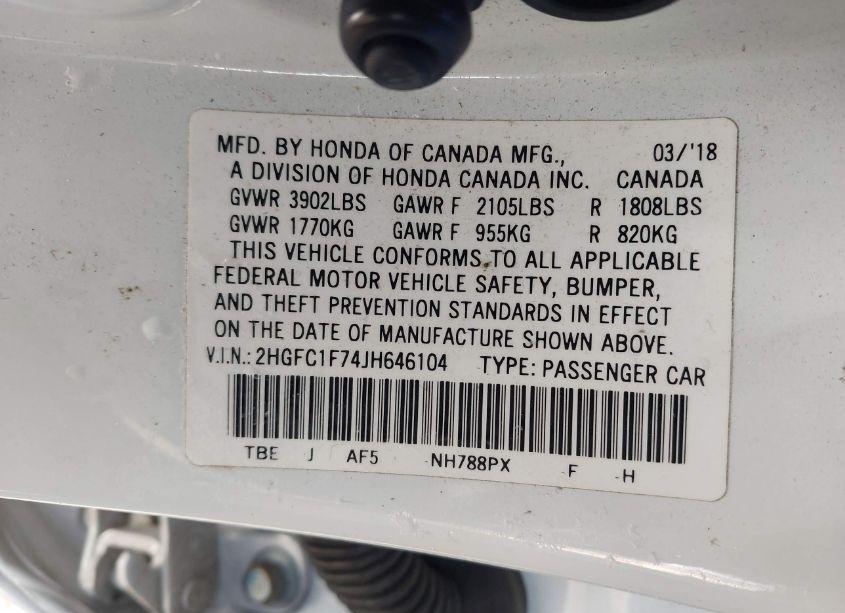 MFD. BY HONDA OF CANADA MFG., 03/'18
A DIVISION OF HONDA CANADA INC. CANADA
GVWR 3902LBS GAWR F 2105LBS R 1808LBS
GVWR 1770KG GAWR F 955KG R 820KG
THIS VEHICLE CONFORMS TO ALL APPLICABLE
FEDERAL MOTOR VEHICLE SAFETY, BUMPER,
AND THEFT PREVENTION STANDARDS IN EFFECT
ON THE DATE OF MANUFACTURE SHOWN ABOVE.
V.I.N.: 2HGFC1F74JH646104 TYPE: PASSENGER CAR
TBE J AF5 NH788PX F -H